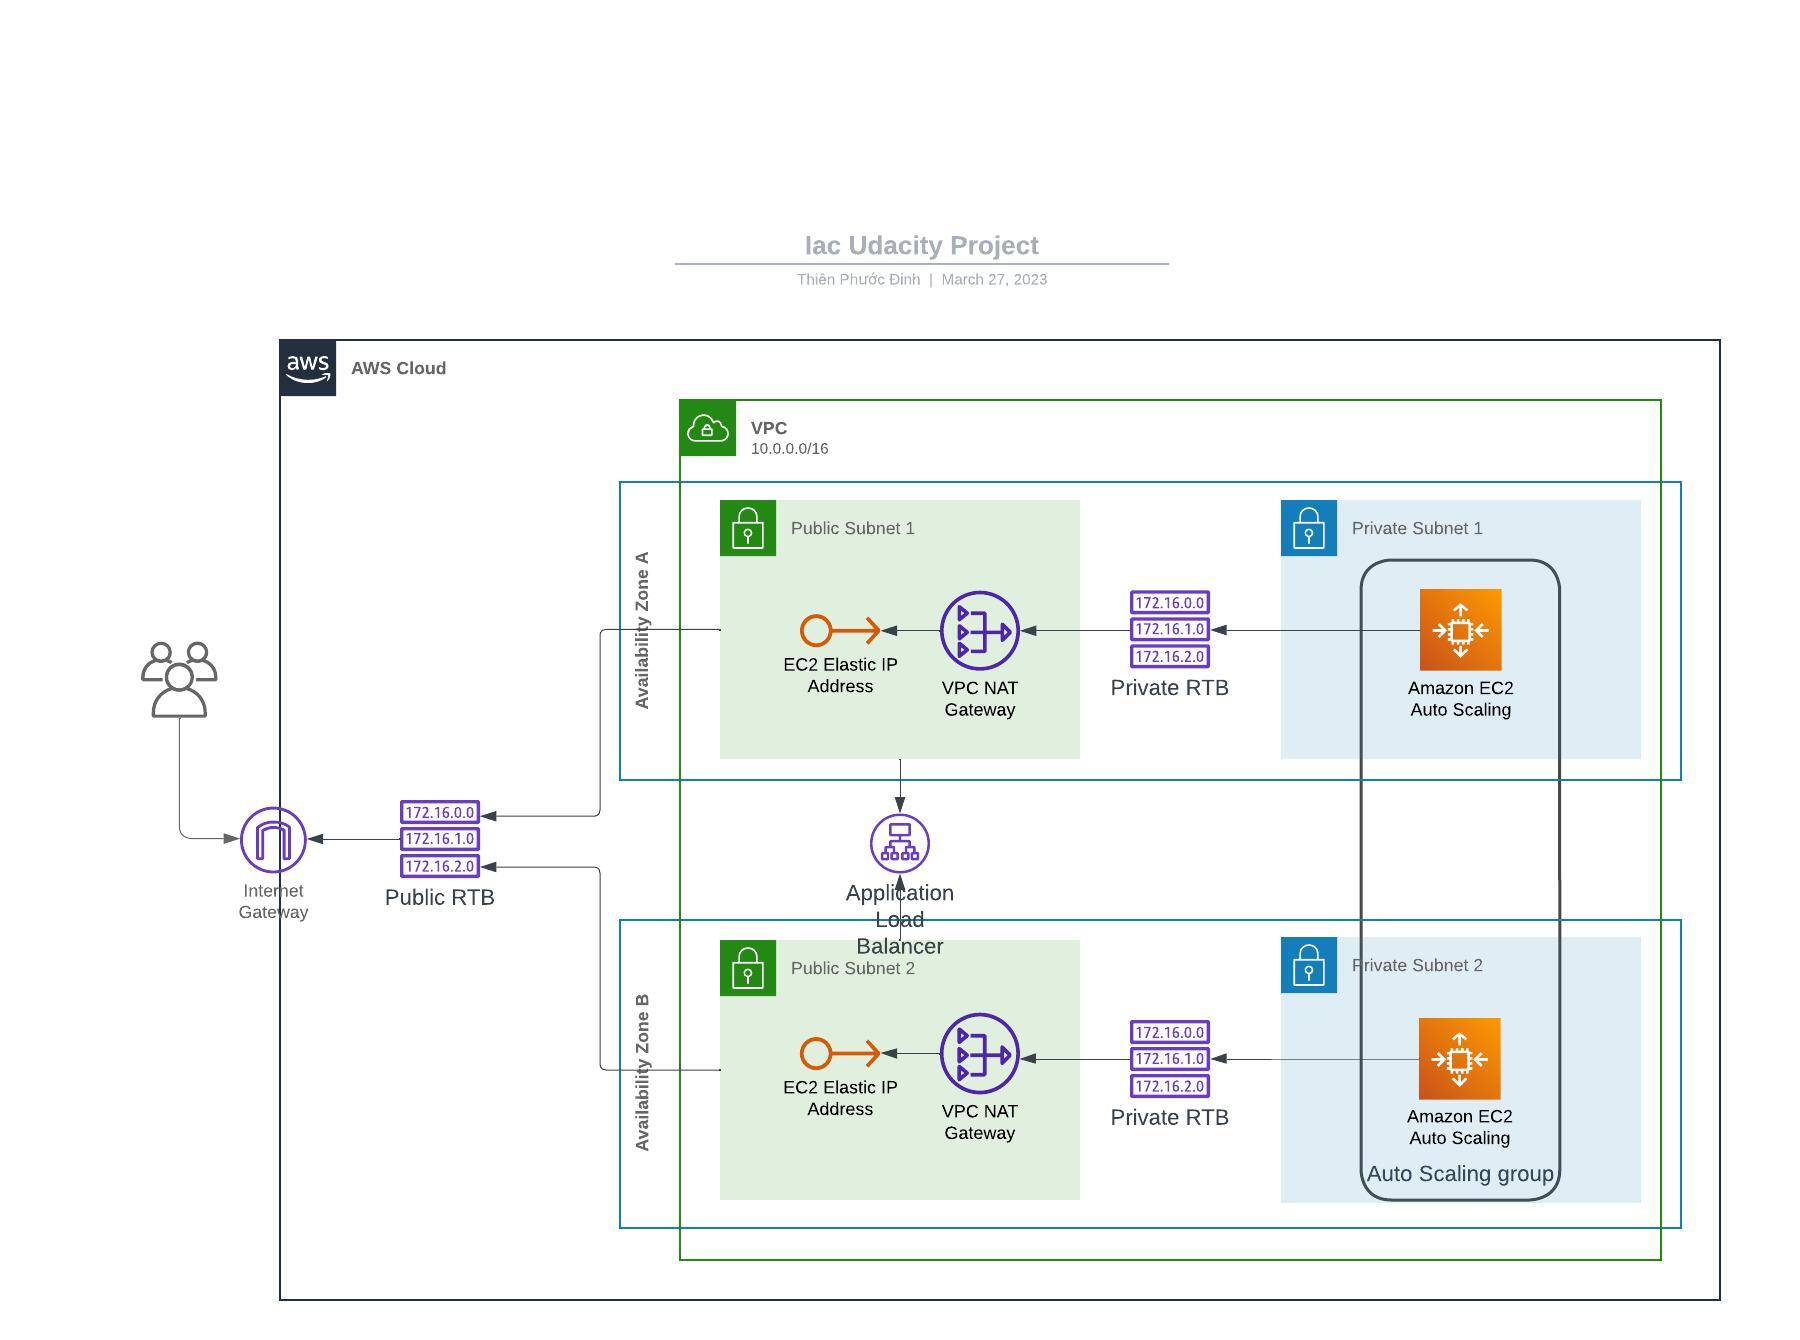 Iac Udacity Project
Thiên Phước Đinh | March 27, 2023
aws
AWS Cloud
VPC
10.0.0.0/16
Availability Zone A
Public Subnet 1
EC2 Elastic IP
Address
VPC NAT
Gateway
172.16.0.0
172.16.1.0
172.16.2.0
Private RTB
Private Subnet 1
Amazon EC2
Auto Scaling
Internet
Gateway
172.16.0.0
172.16.1.0
172.16.2.0
Public RTB
Application
Load
Balancer
Availability Zone B
Public Subnet 2
EC2 Elastic IP
Address
VPC NAT
Gateway
172.16.0.0
172.16.1.0
172.16.2.0
Private RTB
Private Subnet 2
Amazon EC2
Auto Scaling
Auto Scaling group